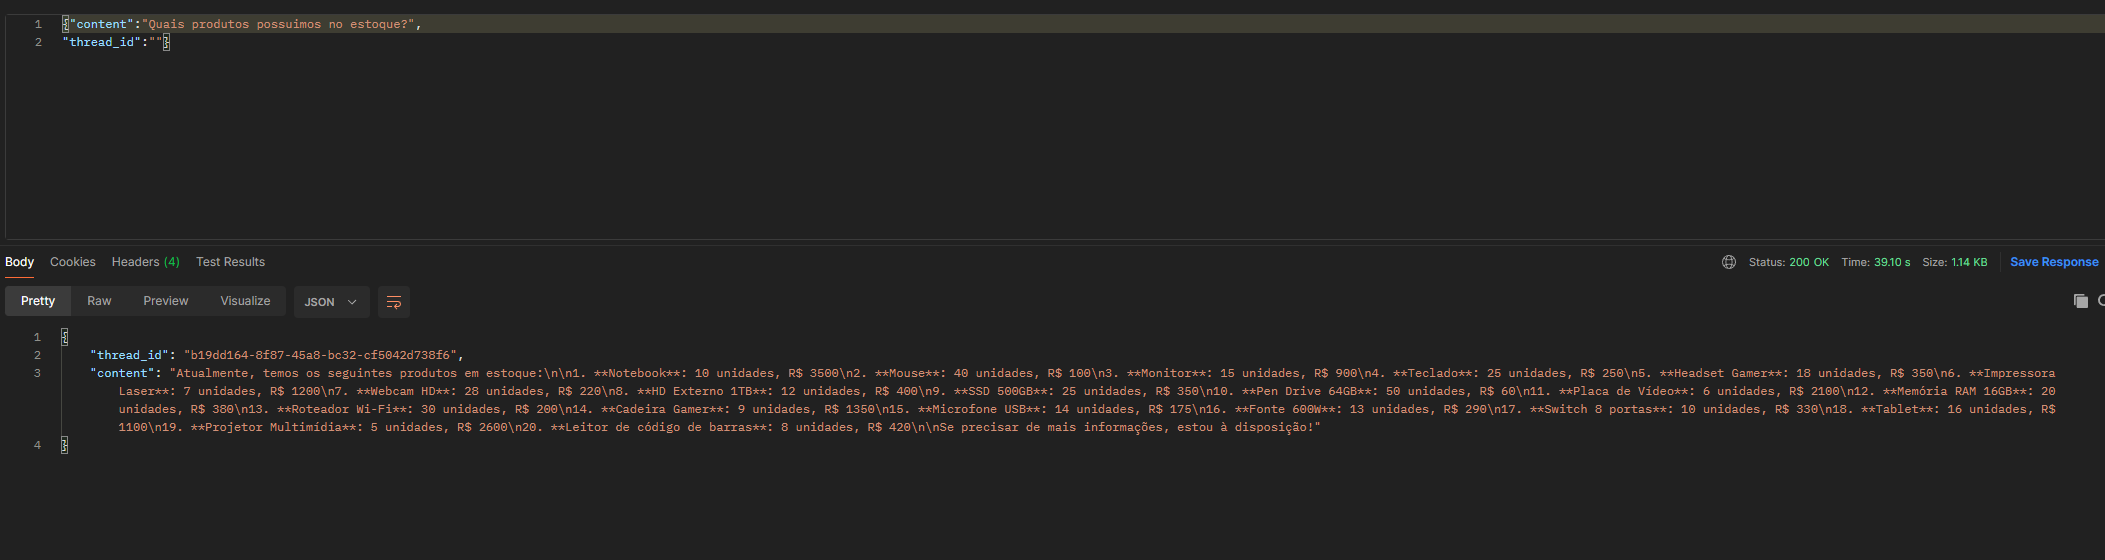 1 {"content":"Quais produtos possuimos no estoque?",
2 "thread_id":""}
Body Cookies Headers (4) Test Results Status: 200 OK Time: 39.10 s Size: 1.14 KB Save Response
Pretty Raw Preview Visualize JSON
1 {
2 "thread_id": "b19dd164-8f87-45a8-bc32-cf5042d738f6",
3 "content": "Atualmente, temos os seguintes produtos em estoque:\n\n1. **Notebook**: 10 unidades, R$ 3500\n2. **Mouse**: 40 unidades, R$ 100\n3. **Monitor**: 15 unidades, R$ 900\n4. **Teclado**: 25 unidades, R$ 250\n5. **Headset Gamer**: 18 unidades, R$ 350\n6. **Impressora
Laser**: 7 unidades, R$ 1200\n7. **Webcam HD**: 28 unidades, R$ 220\n8. **HD Externo 1TB**: 12 unidades, R$ 400\n9. **SSD 500GB**: 25 unidades, R$ 350\n10. **Pen Drive 64GB**: 50 unidades, R$ 60\n11. **Placa de Vídeo**: 6 unidades, R$ 2100\n12. **Memória RAM 16GB**: 20
unidades, R$ 380\n13. **Roteador Wi-Fi**: 30 unidades, R$ 200\n14. **Cadeira Gamer**: 9 unidades, R$ 1350\n15. **Microfone USB**: 14 unidades, R$ 175\n16. **Fonte 600W**: 13 unidades, R$ 290\n17. **Switch 8 portas**: 10 unidades, R$ 330\n18. **Tablet**: 16 unidades, R$
1100\n19. **Projetor Multimídia**: 5 unidades, R$ 2600\n20. **Leitor de código de barras**: 8 unidades, R$ 420\n\nSe precisar de mais informações, estou à disposição!"
4 }